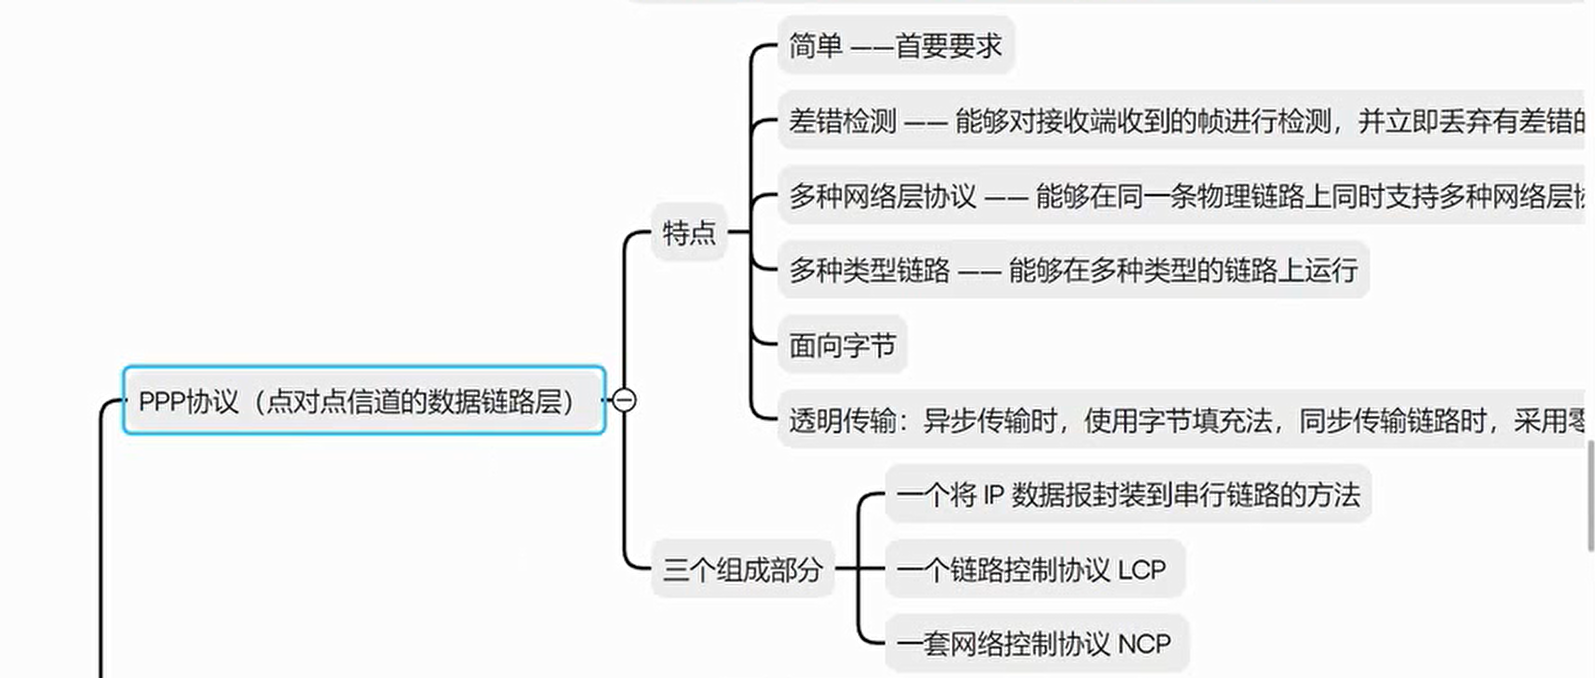 简单 ——首要要求
差错检测 —— 能够对接收端收到的帧进行检测，并立即丢弃有差错的
多种网络层协议 —— 能够在同一条物理链路上同时支持多种网络层
特点
多种类型链路 —— 能够在多种类型的链路上运行
面向字节
PPP协议（点对点信道的数据链路层）
透明传输：异步传输时，使用字节填充法，同步传输链路时，采用
一个将 IP 数据报封装到串行链路的方法
三个组成部分
一个链路控制协议 LCP
一套网络控制协议 NCP